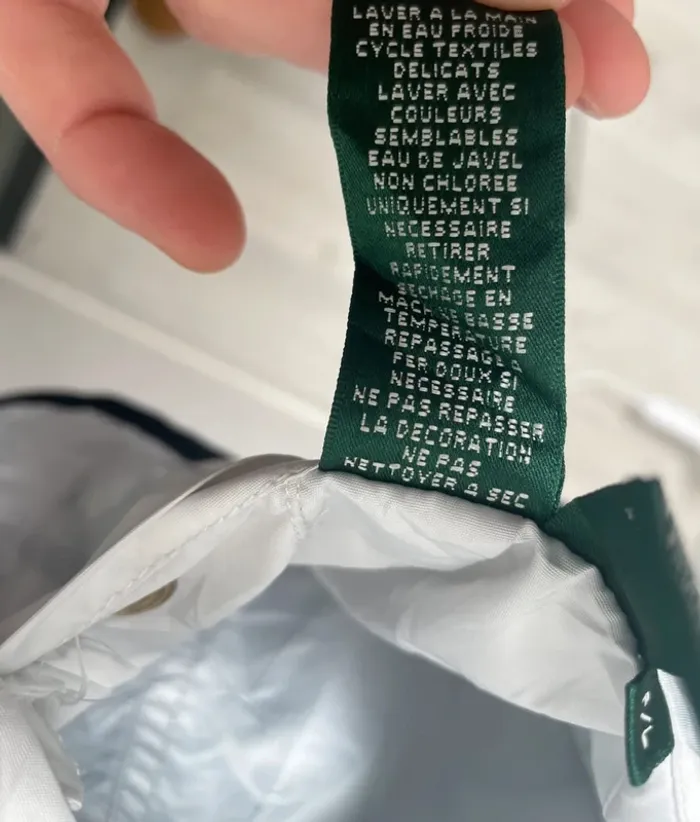 LAVER A LA MAIN
EN EAU FROIDE
CYCLE TEXTILES
DELICATS
LAVER AVEC
COULEURS
SEMBLABLES
EAU DE JAVEL
NON CHLOREE
UNIQUEMENT SI
NECESSAIRE
RETIRER
RAPIDEMENT
SECHAGE EN
MACHINE BASSE
TEMPERATURE
REPASSAGE A
FER DOUX SI
NECESSAIRE
NE PAS REPASSER
LA DECORATION
NE PAS
NETTOYER A SEC
P/L